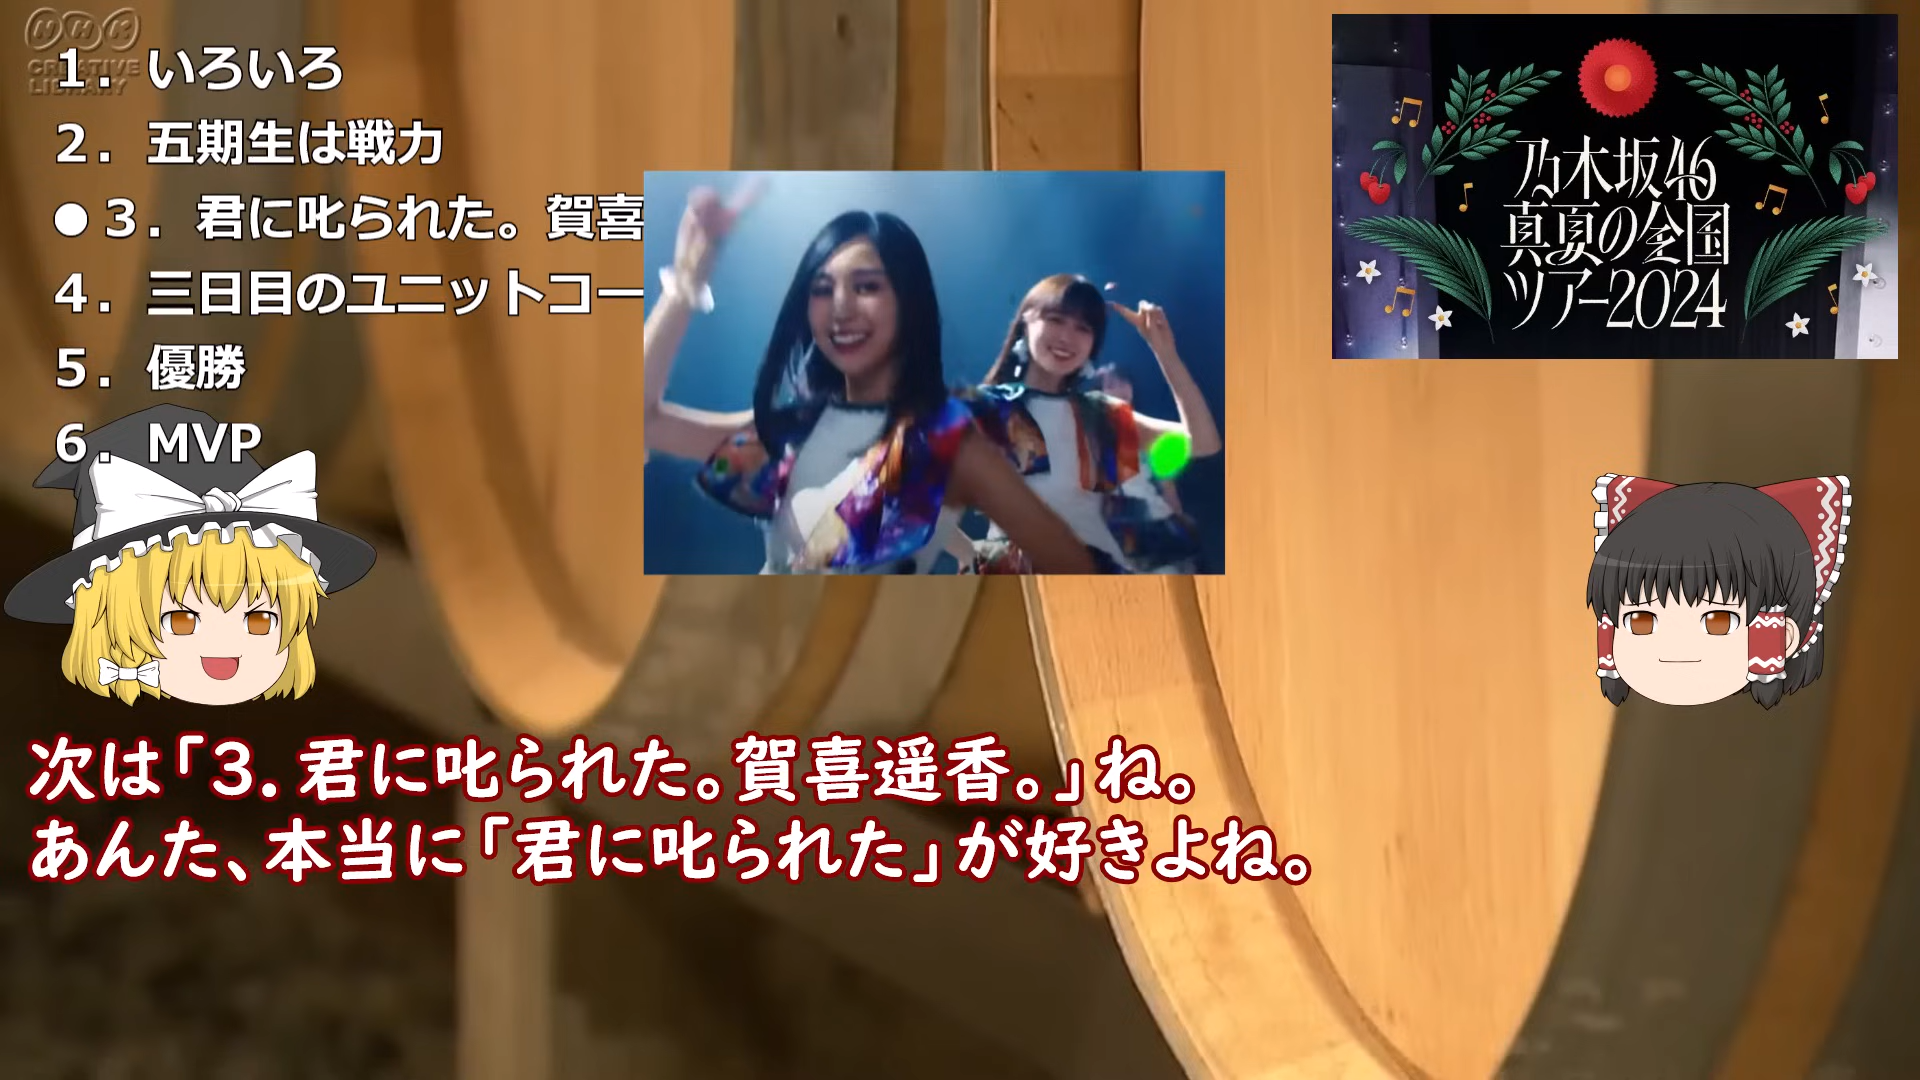 NHK
CREATIVE
LIBRARY
1．いろいろ
2．五期生は戦力
●3．君に叱られた。賀喜
4．三日目のユニットコー
5．優勝
6．MVP
乃木坂46
真夏の全国
ツアー2024
次は「3．君に叱られた。賀喜遥香。」ね。
あんた、本当に「君に叱られた」が好きよね。